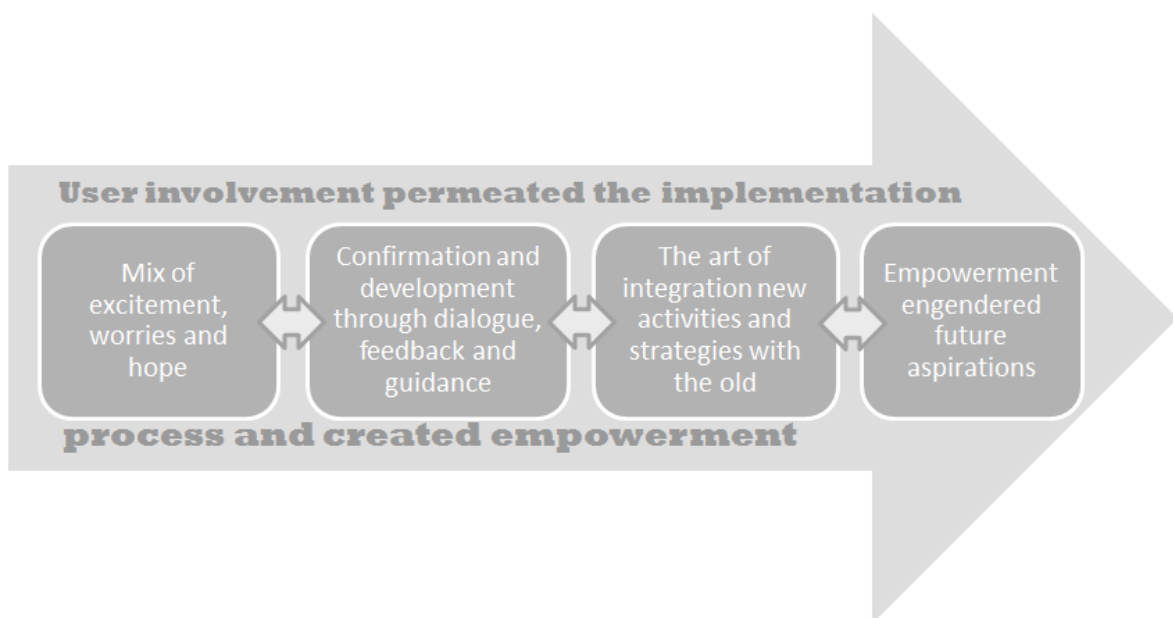 User involvement permeated the implementation
Mix of
excitement,
worries and
hope
Confirmation and
development
through dialogue,
feedback and
guidance
The art of
integration new
activities and
strategies with
the old
Empowerment
engendered
future
aspirations
process and created empowerment